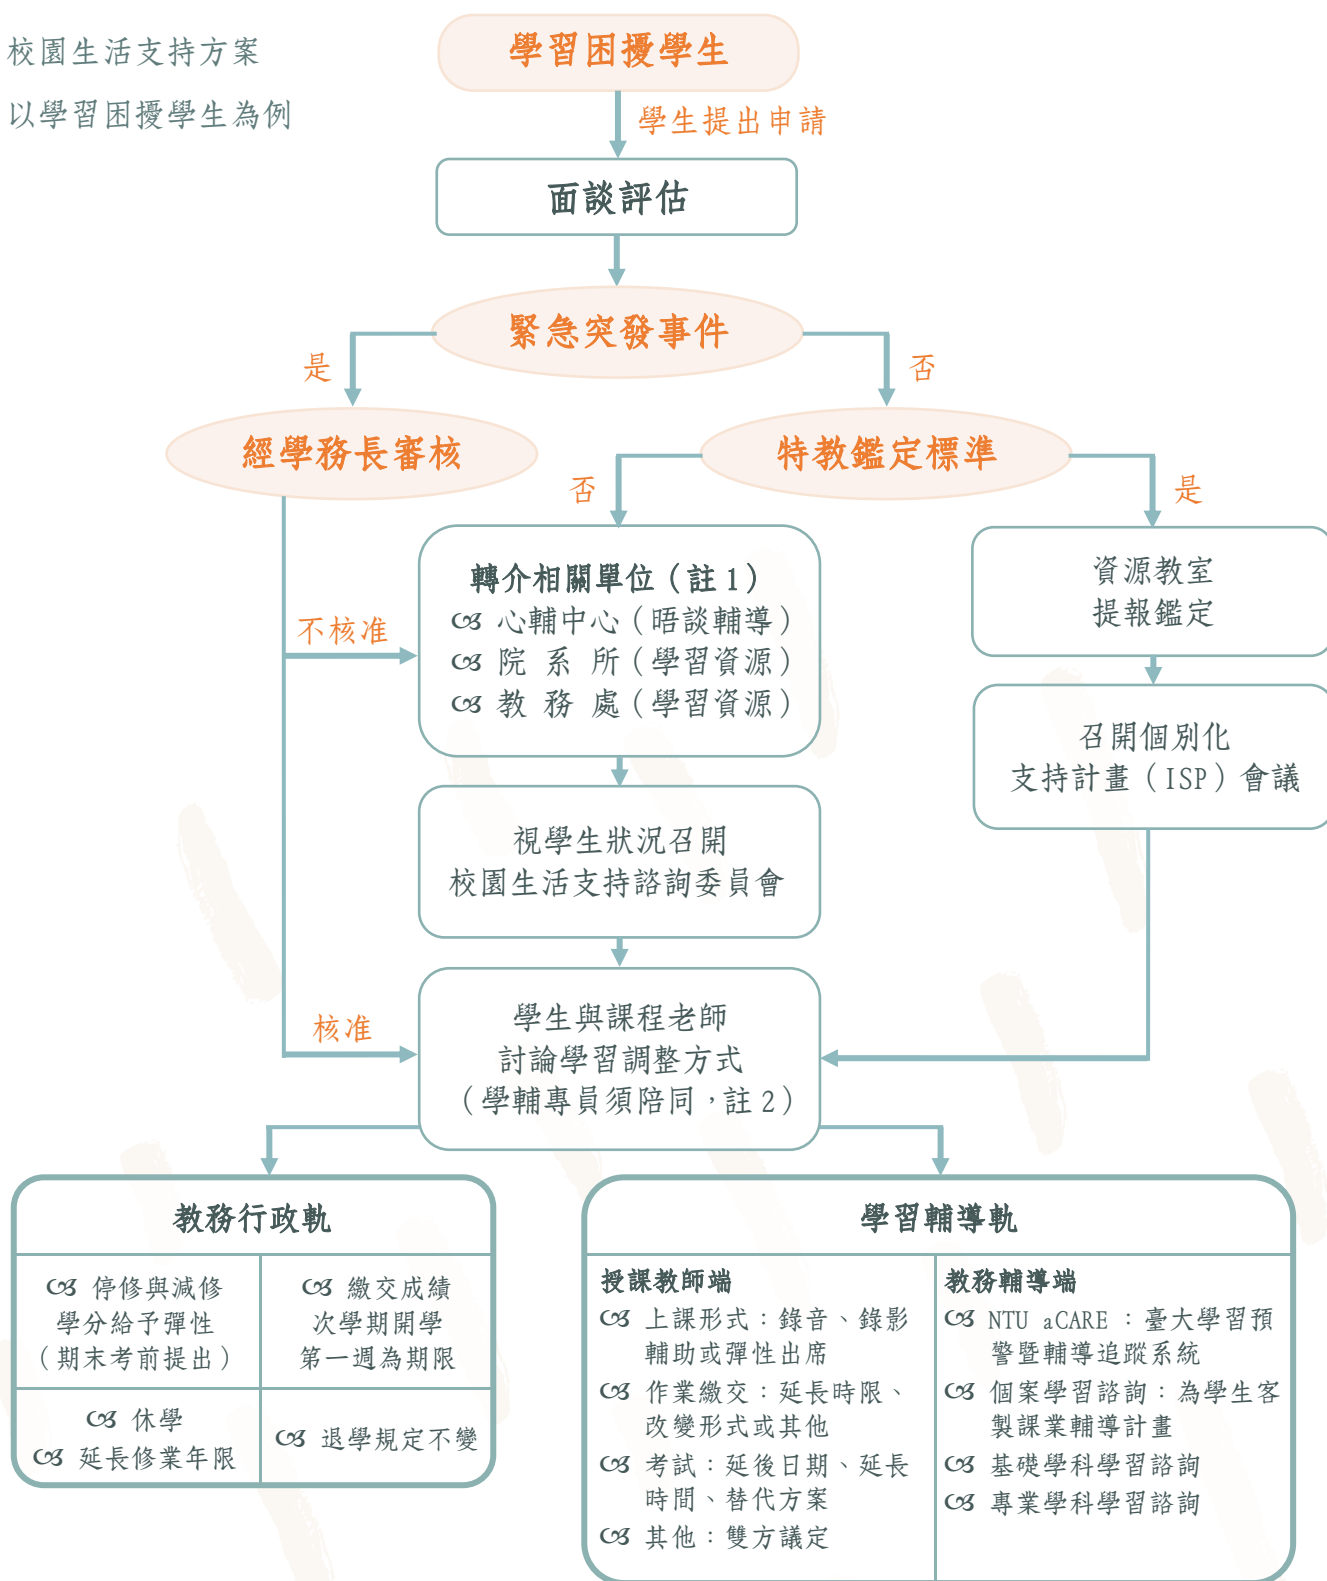 校園生活支持方案
以學習困擾學生為例
學習困擾學生
學生提出申請
面談評估
緊急突發事件
是
否
經學務長審核
特教鑑定標準
否
是
轉介相關單位（註1）
心輔中心（晤談輔導）
院 系 所（學習資源）
教 務 處（學習資源）
資源教室
提報鑑定
不核准
召開個別化
支持計畫（ISP）會議
視學生狀況召開
校園生活支持諮詢委員會
核准
學生與課程老師
討論學習調整方式
（學輔專員須陪同，註2）
教務行政軌
停修與減修
學分給予彈性
（期末考前提出）
繳交成績
次學期開學
第一週為期限
休學
延長修業年限
退學規定不變
學習輔導軌
授課教師端
上課形式：錄音、錄影
輔助或彈性出席
作業繳交：延長時限、
改變形式或其他
考試：延後日期、延長
時間、替代方案
其他：雙方議定
教務輔導端
NTU aCARE ：臺大學習預
警暨輔導追蹤系統
個案學習諮詢：為學生客
製課業輔導計畫
基礎學科學習諮詢
專業學科學習諮詢